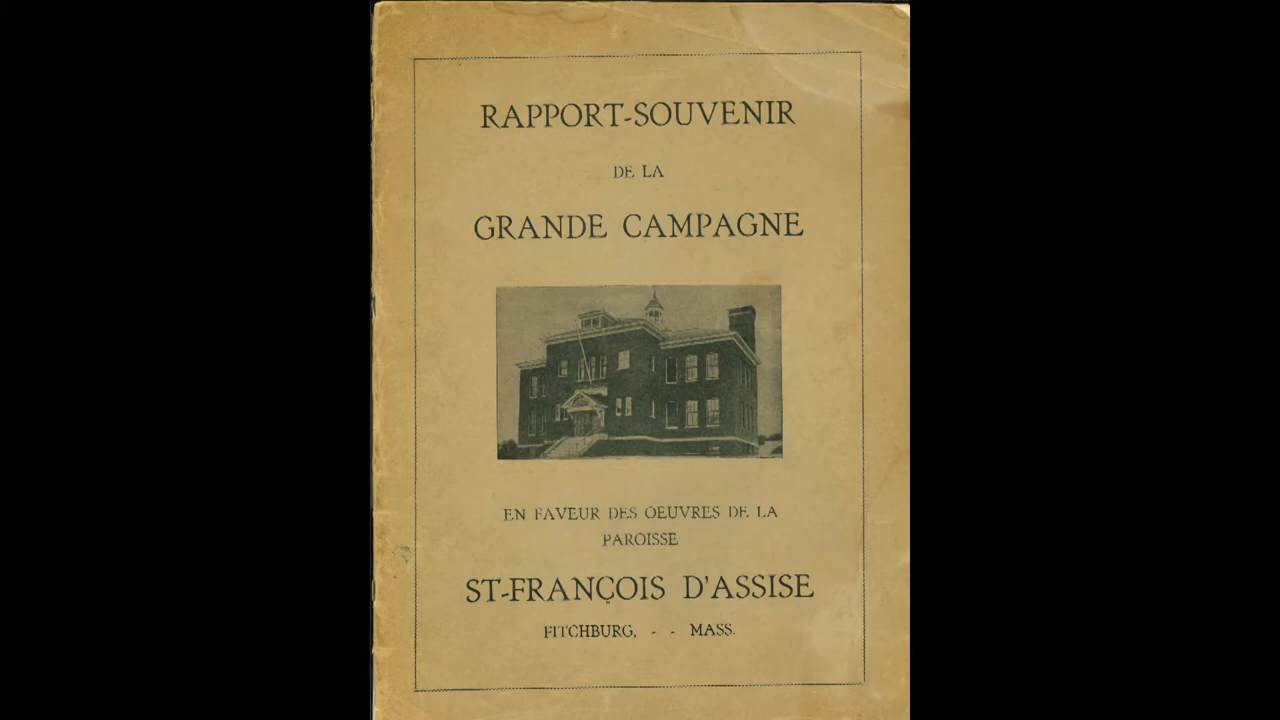 RAPPORT-SOUVENIR
DE LA
GRANDE CAMPAGNE
EN FAVEUR DES OEUVRES DE LA
PAROISSE
ST-FRANÇOIS D'ASSISE
FITCHBURG, - - MASS.